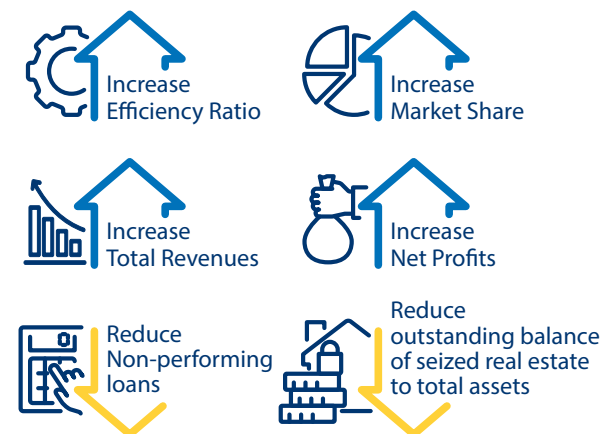 Increase
Efficiency Ratio
Increase
Market Share
Increase
Total Revenues
Increase
Net Profits
0
Reduce
Non-performing
loans
Reduce
outstanding balance
of seized real estate
to total assets